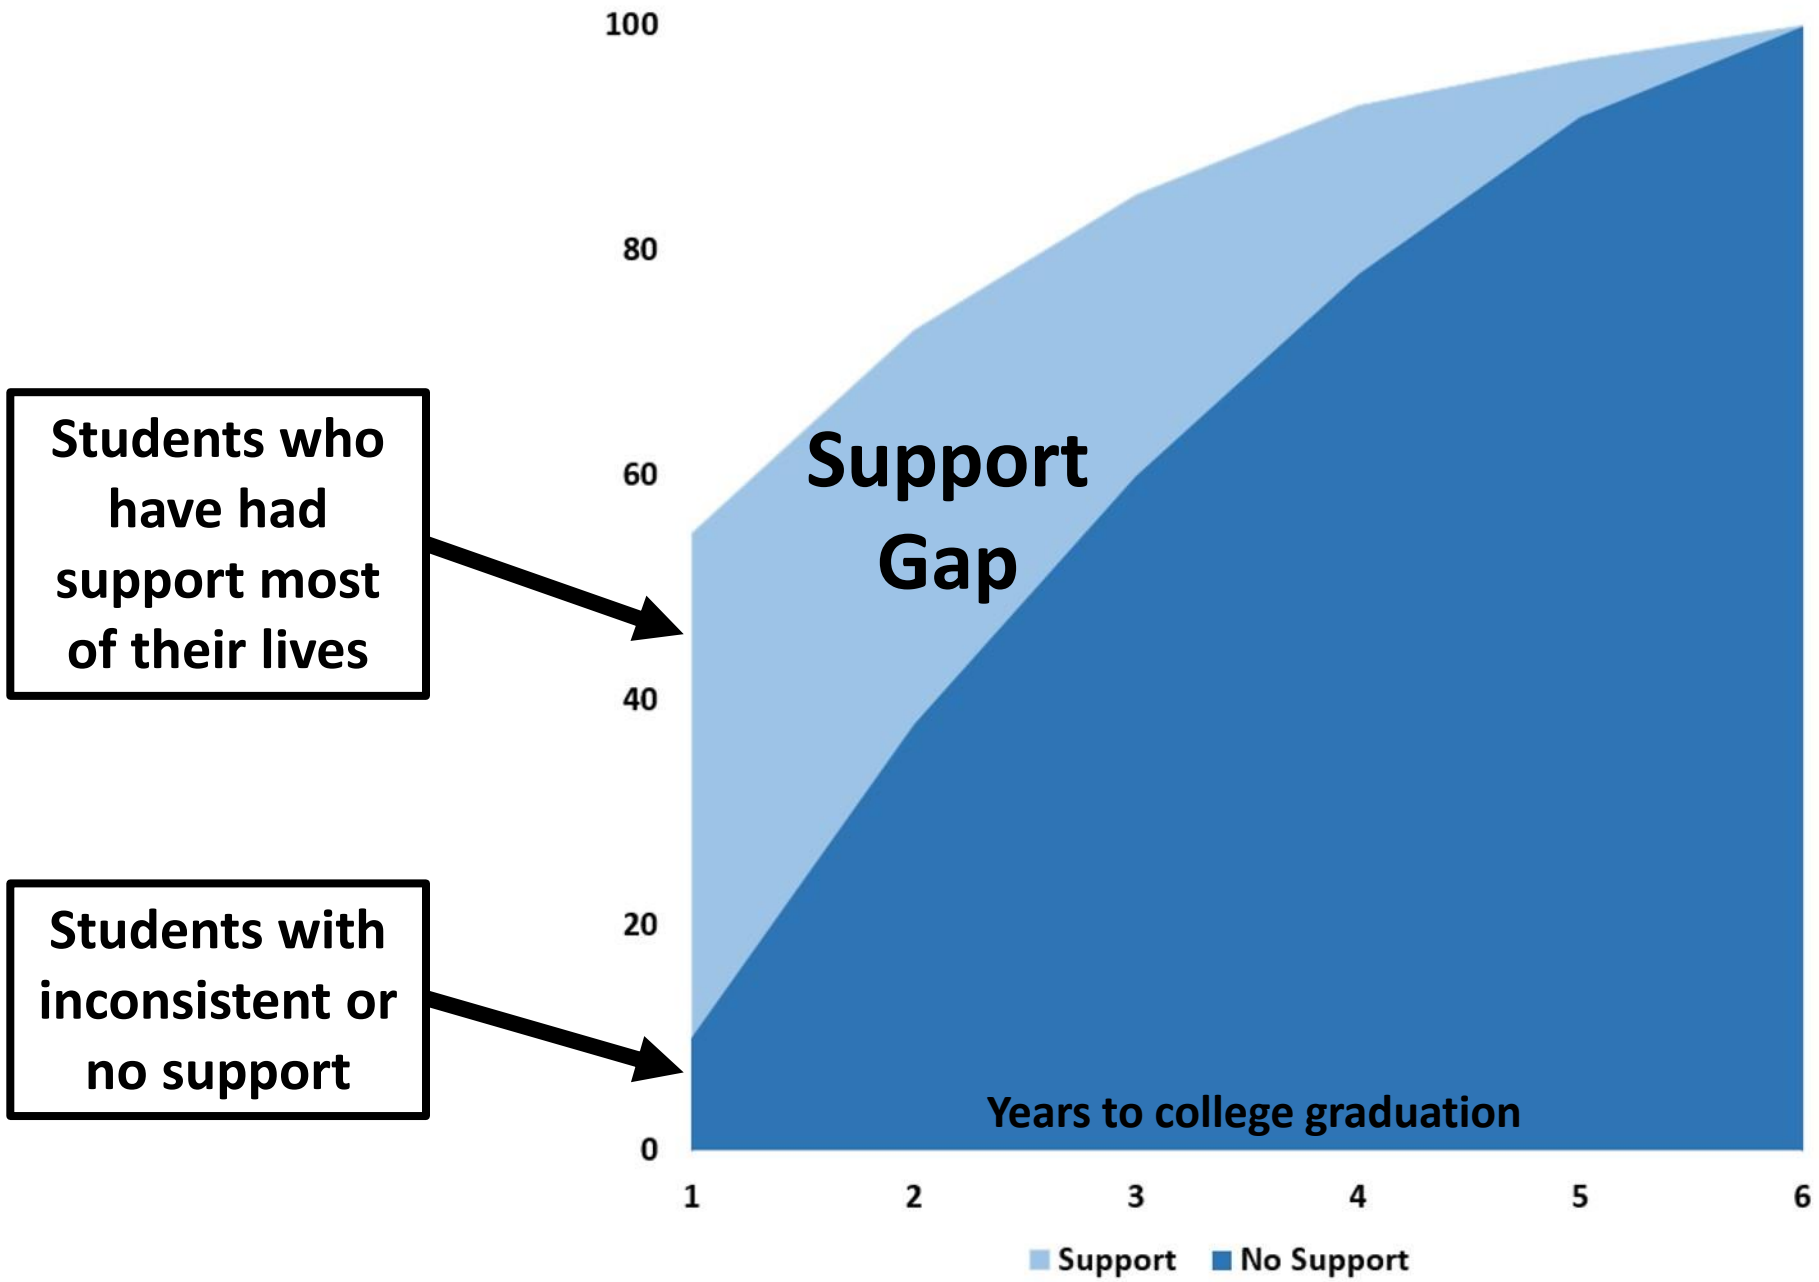 100
80
60
40
20
0
Students who
have had
support most
of their lives
Students with
inconsistent or
no support
Support
Gap
Years to college graduation
1 2 3 4 5 6
Support No Support